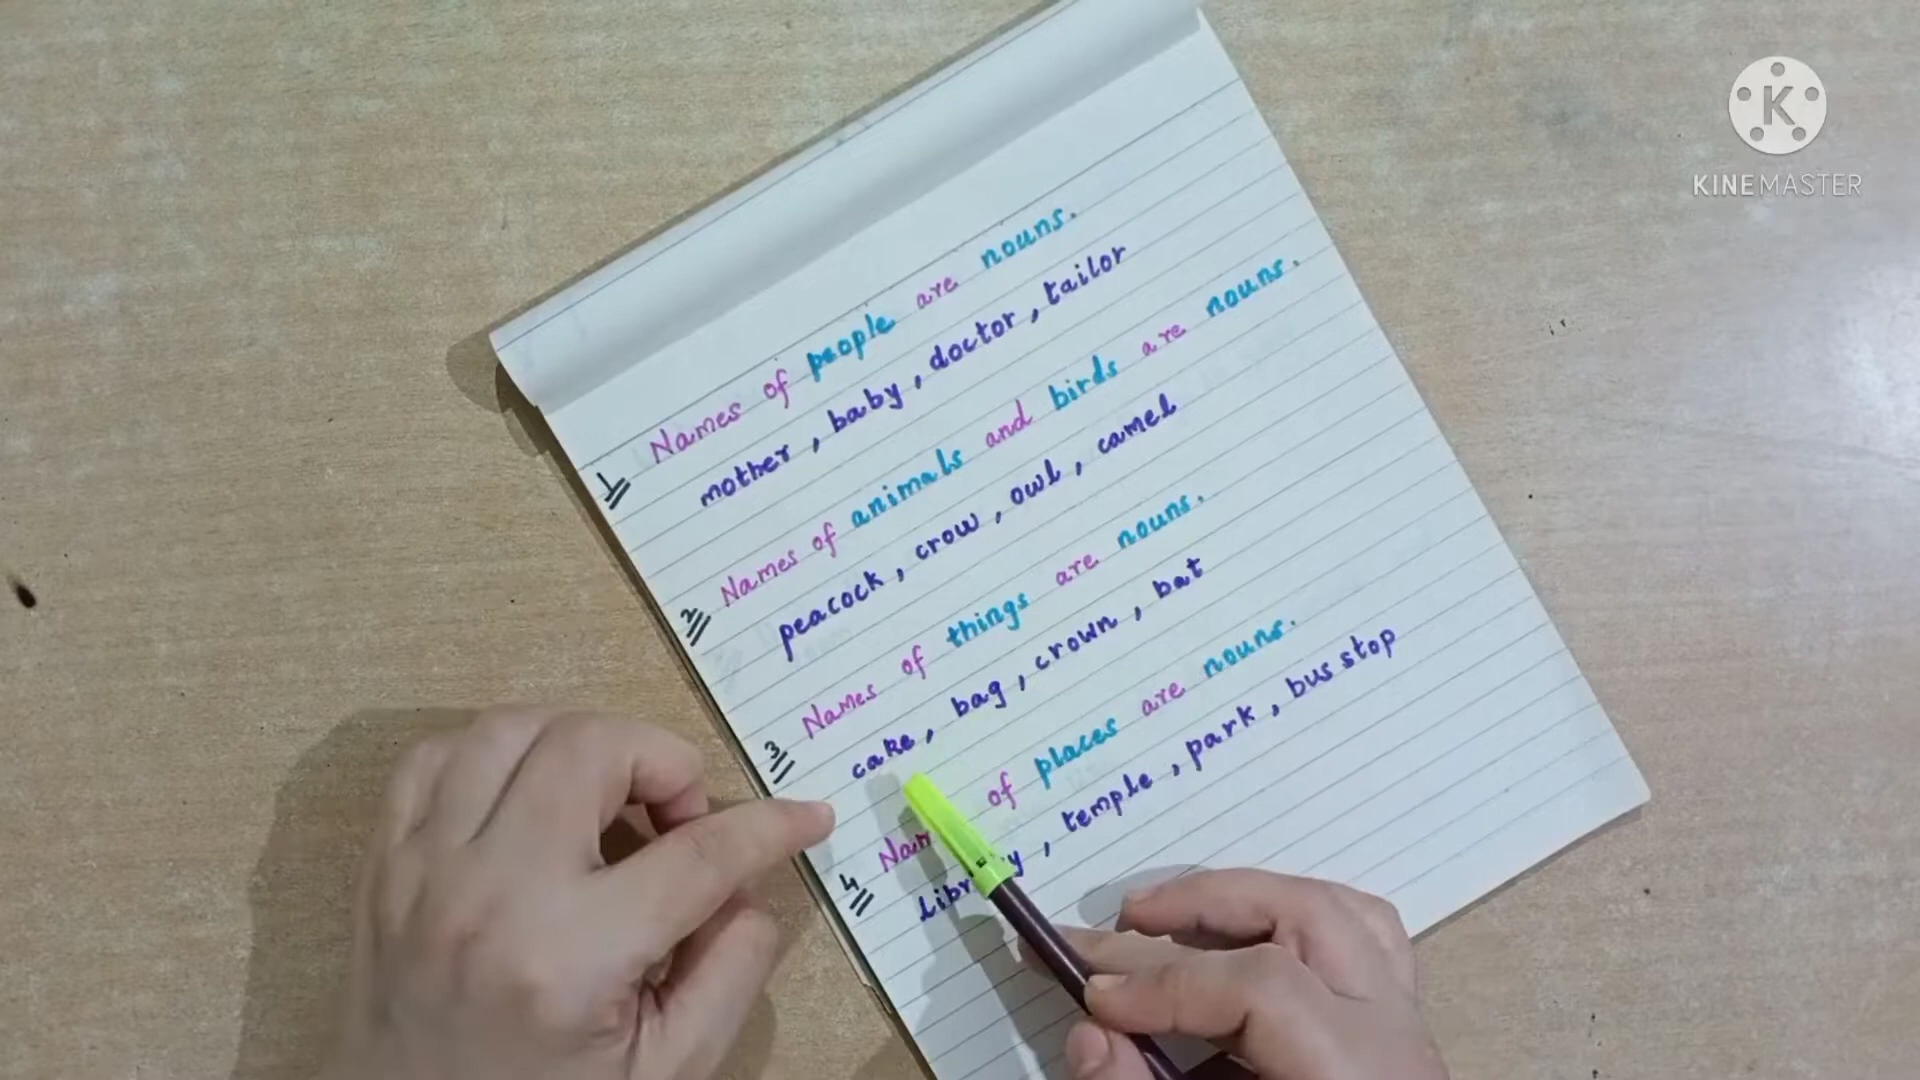 1 Names of people are nouns.
mother, baby, doctor, tailor
2 Names of animals and birds are nouns.
peacock, crow, owl, camel
3 Names of things are nouns.
cake, bag, crown, bat
4 of places are nouns.
temple, park, bus stop
K
KINEMASTER